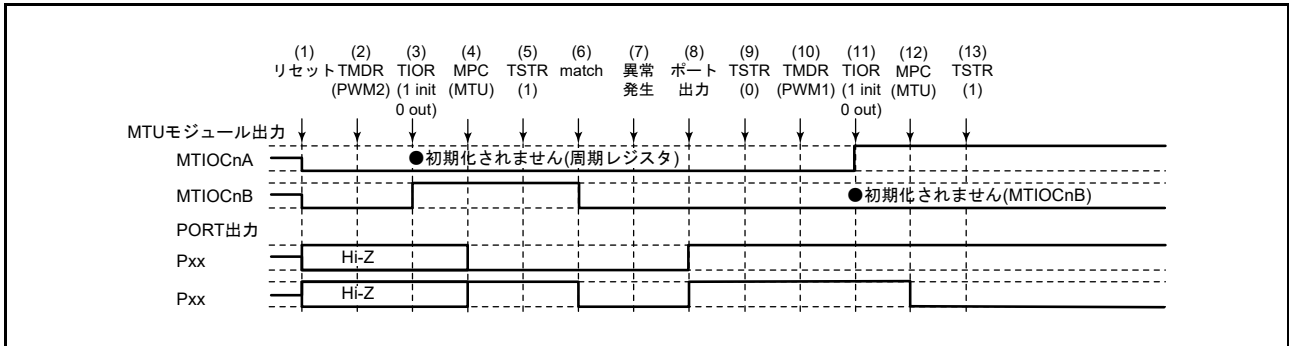 (1) (2) (3) (4) (5) (6) (7) (8) (9) (10) (11) (12) (13)
リセット TMDR TIOR MPC TSTR match 異常 ポート TSTR TMDR TIOR MPC TSTR
(PWM2) (1 init (MTU) (1) 発生 出力 (0) (PWM1) (1 init (MTU) (1)
0 out) 0 out)
MTUモジュール出力
MTIOCnA ●初期化されません(周期レジスタ)
MTIOCnB ●初期化されません(MTIOCnB)
PORT出力
Pxx Hi-Z
Pxx Hi-Z